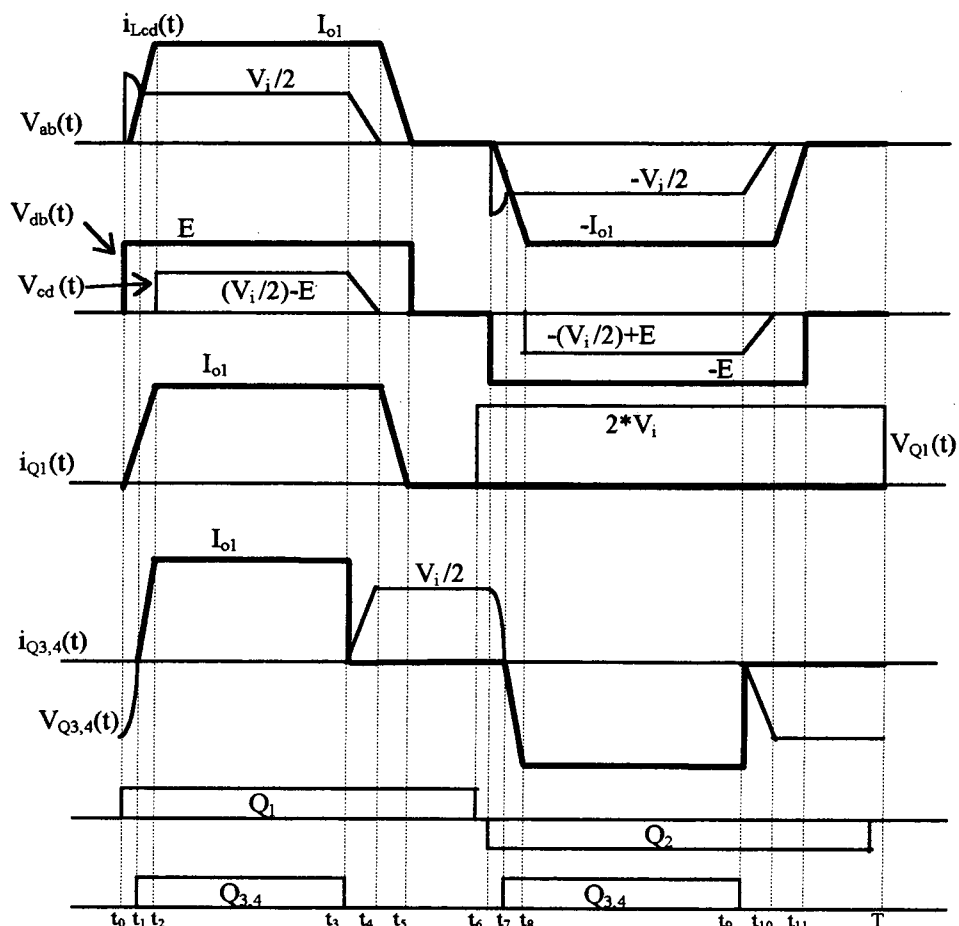 i_Lcd(t) I_o1
V_i/2
V_ab(t)
-V_i/2
-I_o1
V_db(t) E
V_cd(t) (V_i/2)-E
-(V_i/2)+E
-E
I_o1
2*V_i
i_Q1(t) V_Q1(t)
I_o1
V_i/2
i_Q3,4(t)
V_Q3,4(t)
Q_1
Q_2
Q_3,4 Q_3,4
t_0 t_1 t_2 t_3 t_4 t_5 t_6 t_7 t_8 t_9 t_10 t_11 T